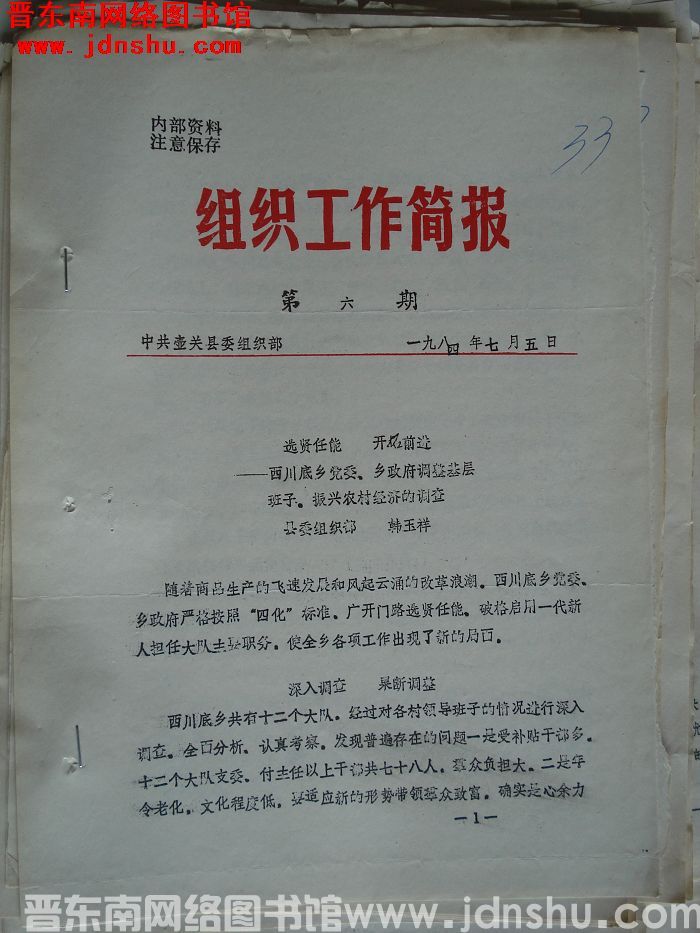 晋东南网络图书馆
www.jdnshu.com
内部资料
注意保存
33
组织工作简报
第六期
中共壶关县委组织部 一九八四年七月五日
选贤任能 开拓前进
——西川底乡党委、乡政府调整基层
班子、振兴农村经济的调查
县委组织部 韩玉祥
随着商品生产的飞速发展和风起云涌的改革浪潮。西川底乡党委、
乡政府严格按照“四化”标准。广开门路选贤任能。破格启用一代新
人担任大队主要职务。使全乡各项工作出现了新的局面。
深入调查 果断调整
西川底乡共有十二个大队。经过对各村领导班子的情况进行深入
调查。全面分析、认真考察。发现普遍存在的问题一是受补贴干部多。
十二个大队支委、付主任以上干部共七十八人。群众负担大。二是年
令老化。文化程度低。要适应新的形势带领群众致富。确实是心余力
—1—
晋东南网络图书馆www.jdnshu.com